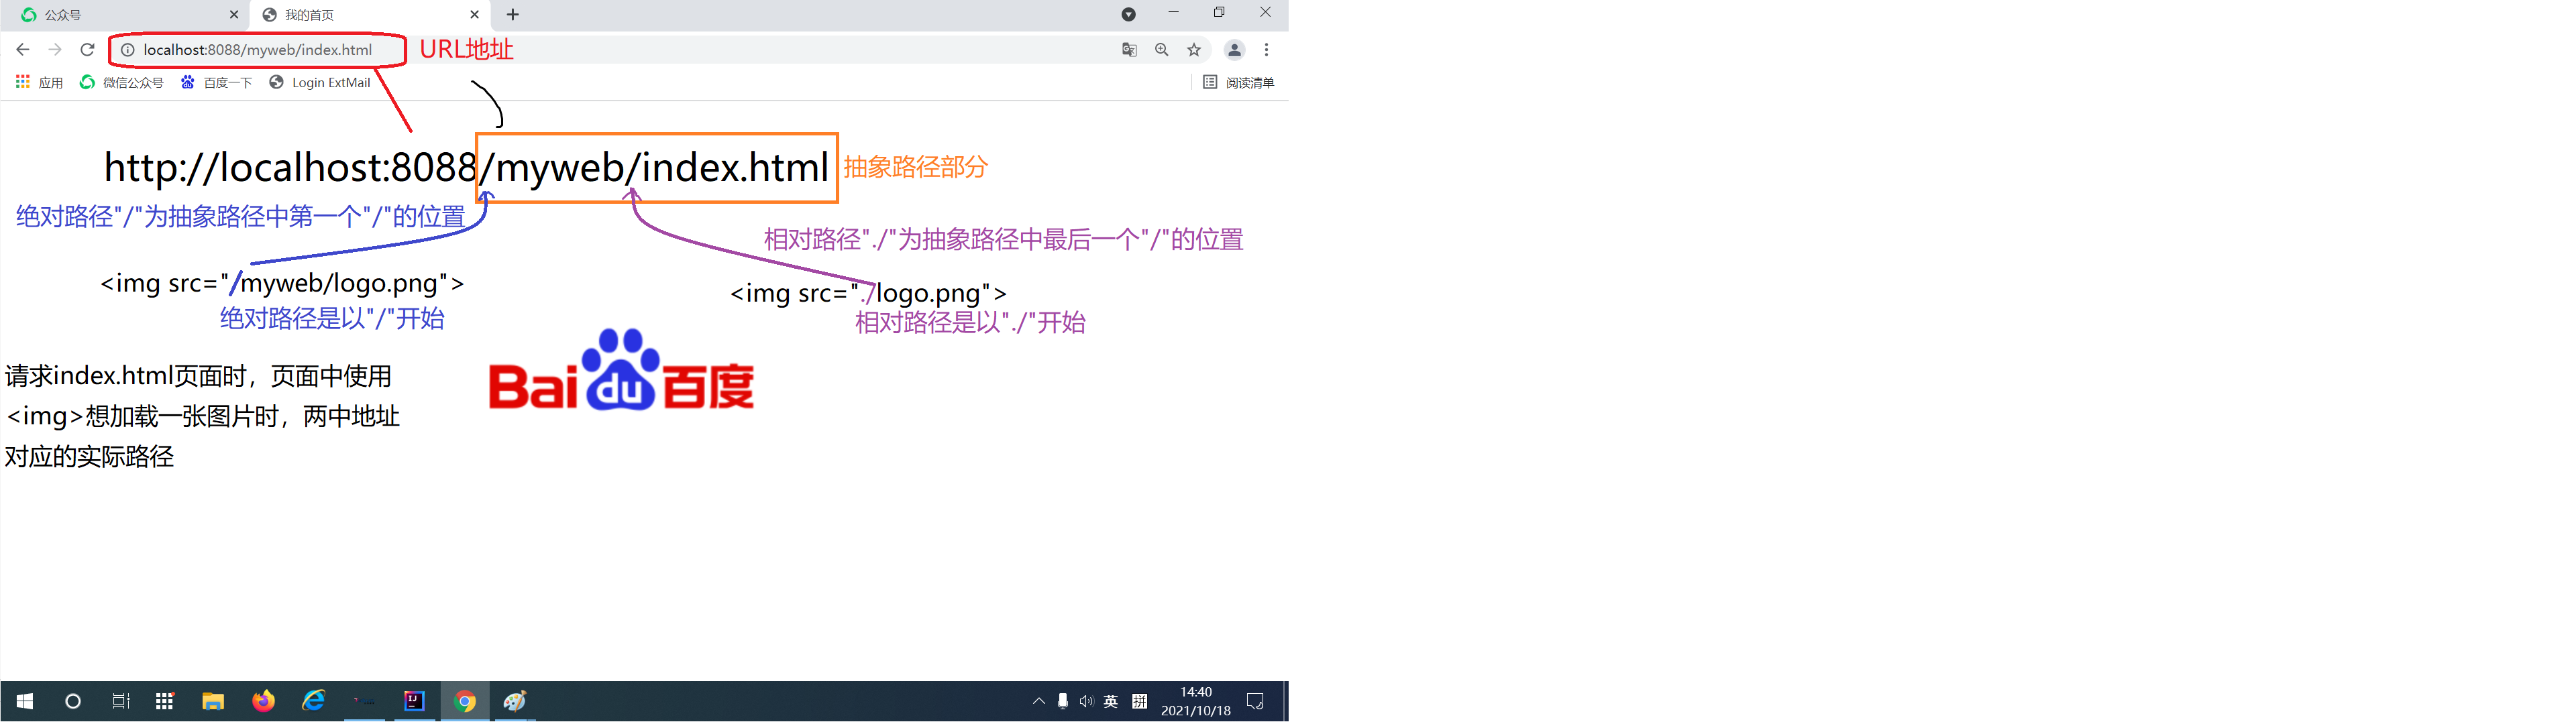 公众号
我的首页
localhost:8088/myweb/index.html
URL地址
应用
微信公众号
百度一下
Login ExtMail
阅读清单
http://localhost:8088/myweb/index.html
抽象路径部分
绝对路径"/"为抽象路径中第一个"/"的位置
相对路径"./"为抽象路径中最后一个"/"的位置
<img src="/myweb/logo.png">
<img src="./logo.png">
绝对路径是以"/"开始
相对路径是以"./"开始
Bai du 百度
请求index.html页面时，页面中使用
<img>想加载一张图片时，两中地址
对应的实际路径
英
拼
14:40
2021/10/18